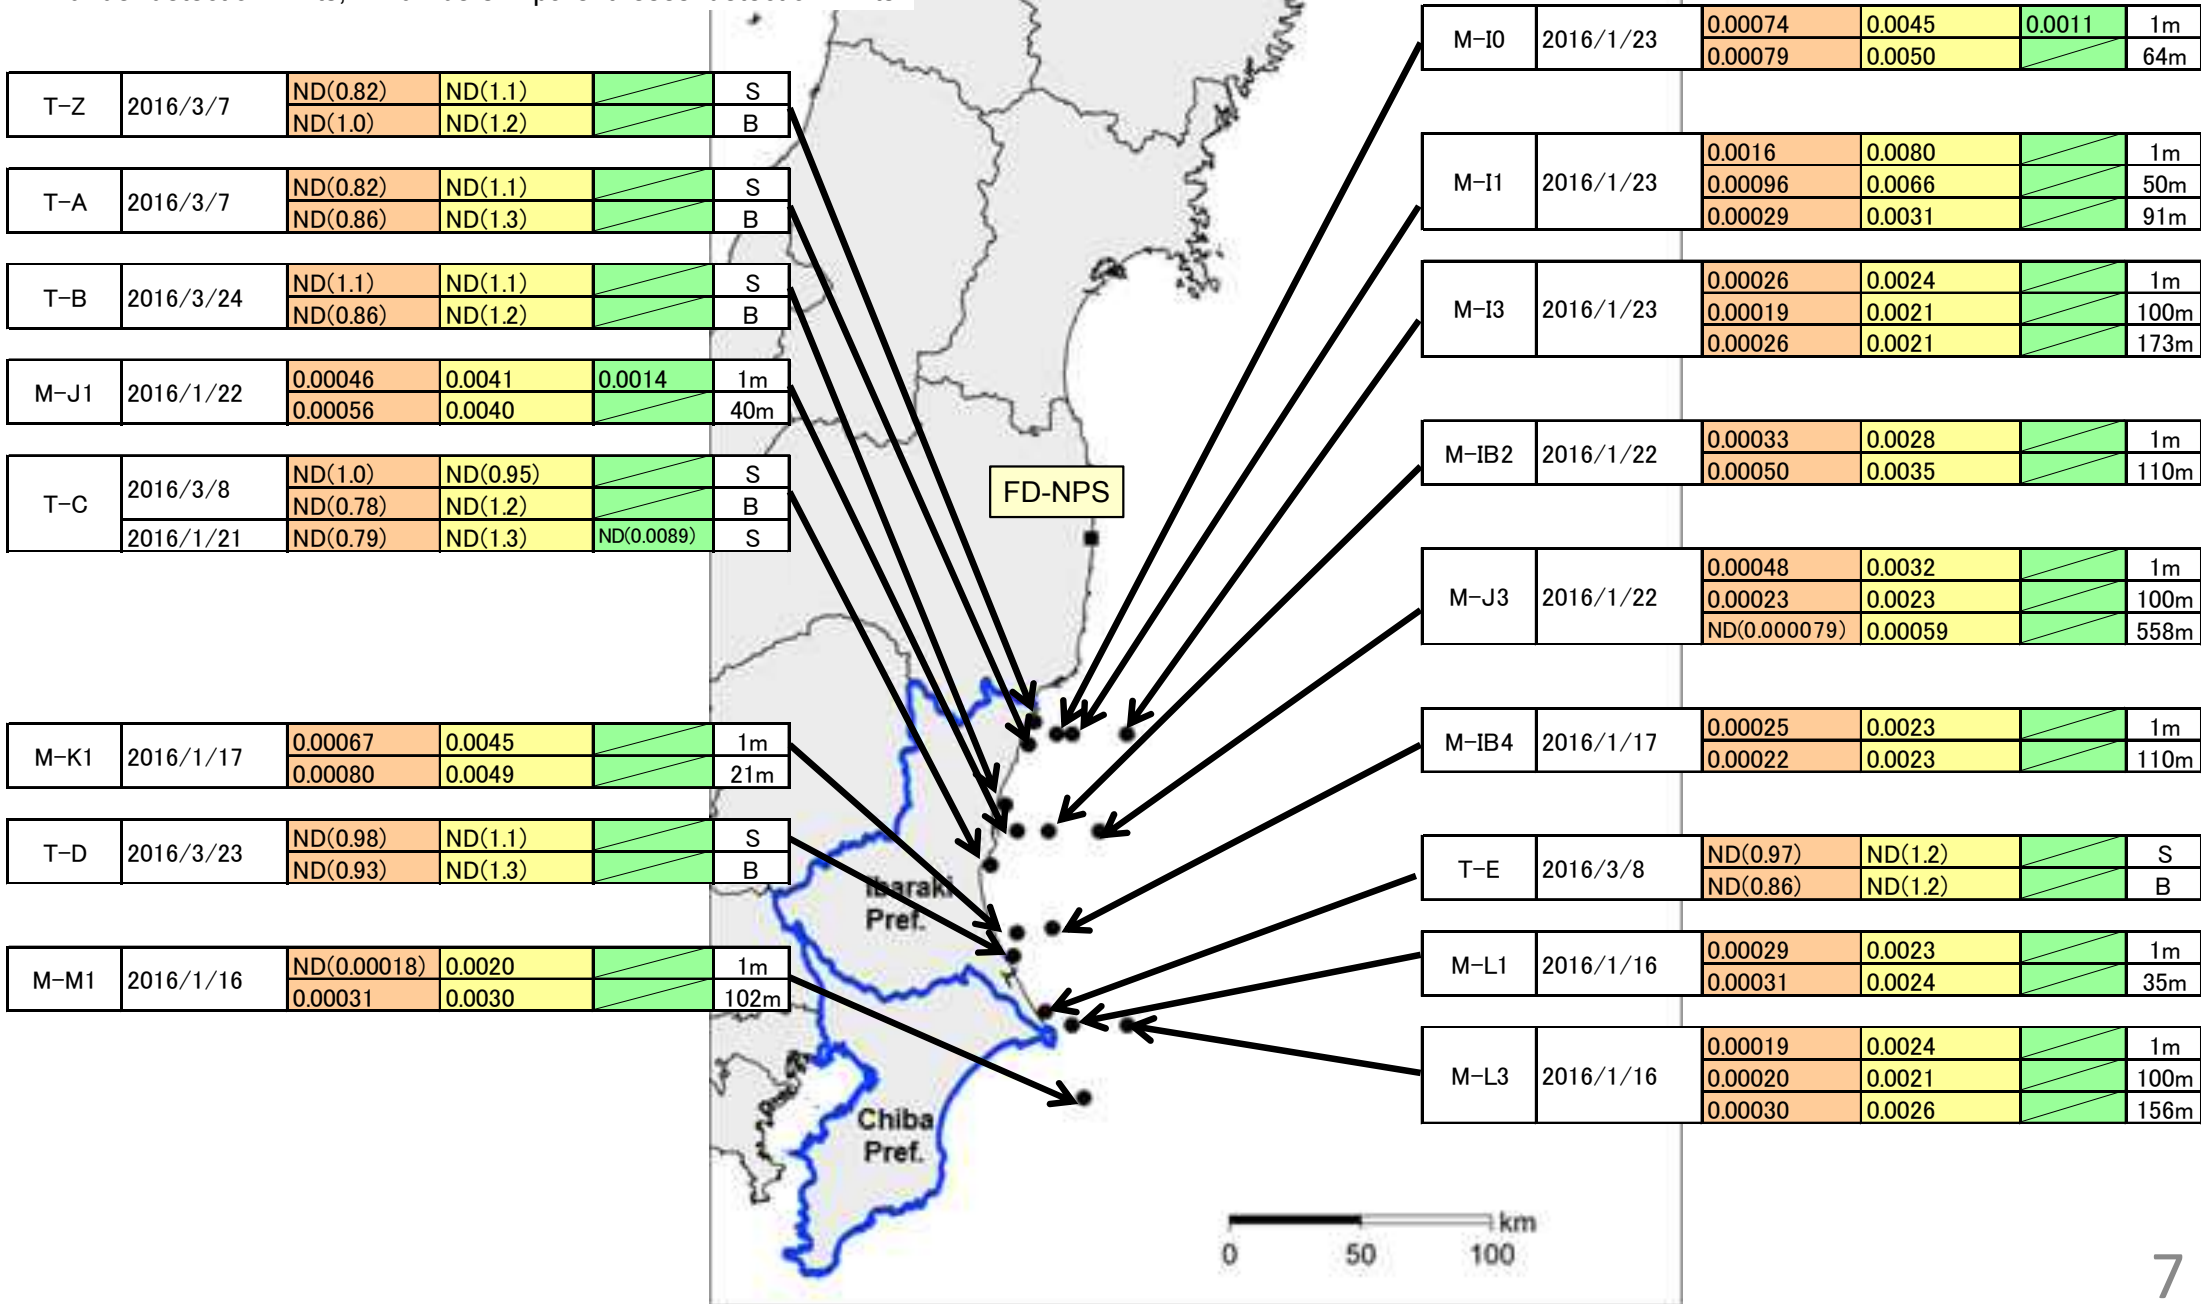 T-Z 2016/3/7 ND(0.82) ND(1.1) S
ND(1.0) ND(1.2) B
T-A 2016/3/7 ND(0.82) ND(1.1) S
ND(0.86) ND(1.3) B
T-B 2016/3/24 ND(1.1) ND(1.1) S
ND(0.86) ND(1.2) B
M-J1 2016/1/22 0.00046 0.0041 0.0014 1m
0.00056 0.0040 40m
T-C 2016/3/8 ND(1.0) ND(0.95) S
ND(0.78) ND(1.2) B
2016/1/21 ND(0.79) ND(1.3) ND(0.0089) S
M-K1 2016/1/17 0.00067 0.0045 1m
0.00080 0.0049 21m
T-D 2016/3/23 ND(0.98) ND(1.1) S
ND(0.93) ND(1.3) B
M-M1 2016/1/16 ND(0.00018) 0.0020 1m
0.00031 0.0030 102m
FD-NPS
Ibaraki
Pref.
Chiba
Pref.
km
0 50 100
M-I0 2016/1/23 0.00074 0.0045 0.0011 1m
0.00079 0.0050 64m
M-I1 2016/1/23 0.0016 0.0080 1m
0.00096 0.0066 50m
0.00029 0.0031 91m
M-I3 2016/1/23 0.00026 0.0024 1m
0.00019 0.0021 100m
0.00026 0.0021 173m
M-IB2 2016/1/22 0.00033 0.0028 1m
0.00050 0.0035 110m
M-J3 2016/1/22 0.00048 0.0032 1m
0.00023 0.0023 100m
ND(0.000079) 0.00059 558m
M-IB4 2016/1/17 0.00025 0.0023 1m
0.00022 0.0023 110m
T-E 2016/3/8 ND(0.97) ND(1.2) S
ND(0.86) ND(1.2) B
M-L1 2016/1/16 0.00029 0.0023 1m
0.00031 0.0024 35m
M-L3 2016/1/16 0.00019 0.0024 1m
0.00020 0.0021 100m
0.00030 0.0026 156m
7